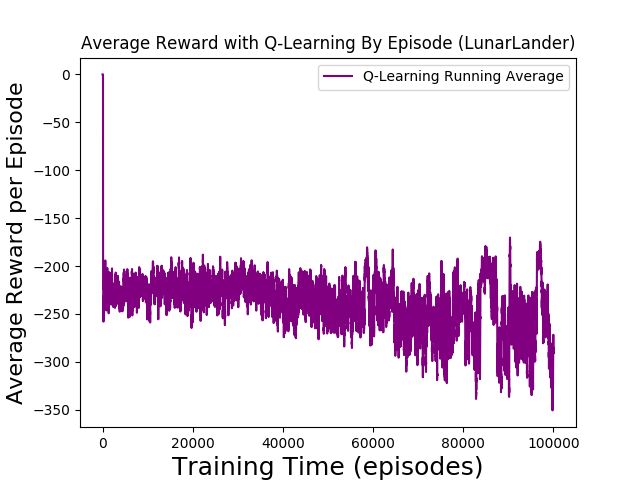 Average Reward with Q-Learning By Episode (LunarLander)
Q-Learning Running Average
Average Reward per Episode
0
−50
−100
−150
−200
−250
−300
−350
0 20000 40000 60000 80000 100000
Training Time (episodes)